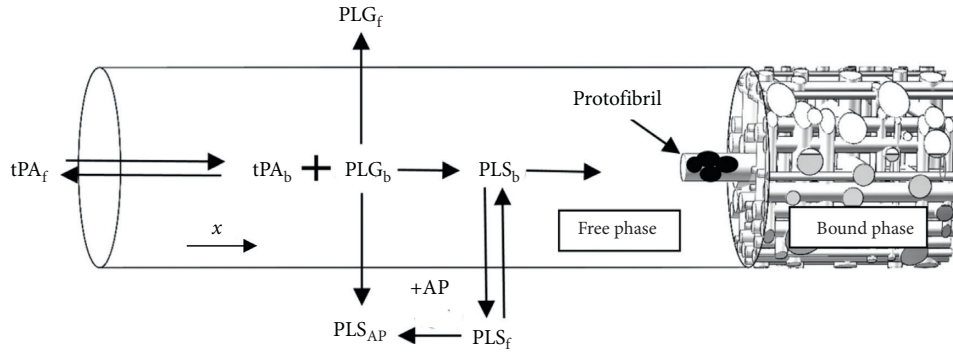 PLG_f
Protofibril
tPA_f
tPA_b + PLG_b
PLS_b
x
Free phase
Bound phase
+AP
PLS_AP
PLS_f